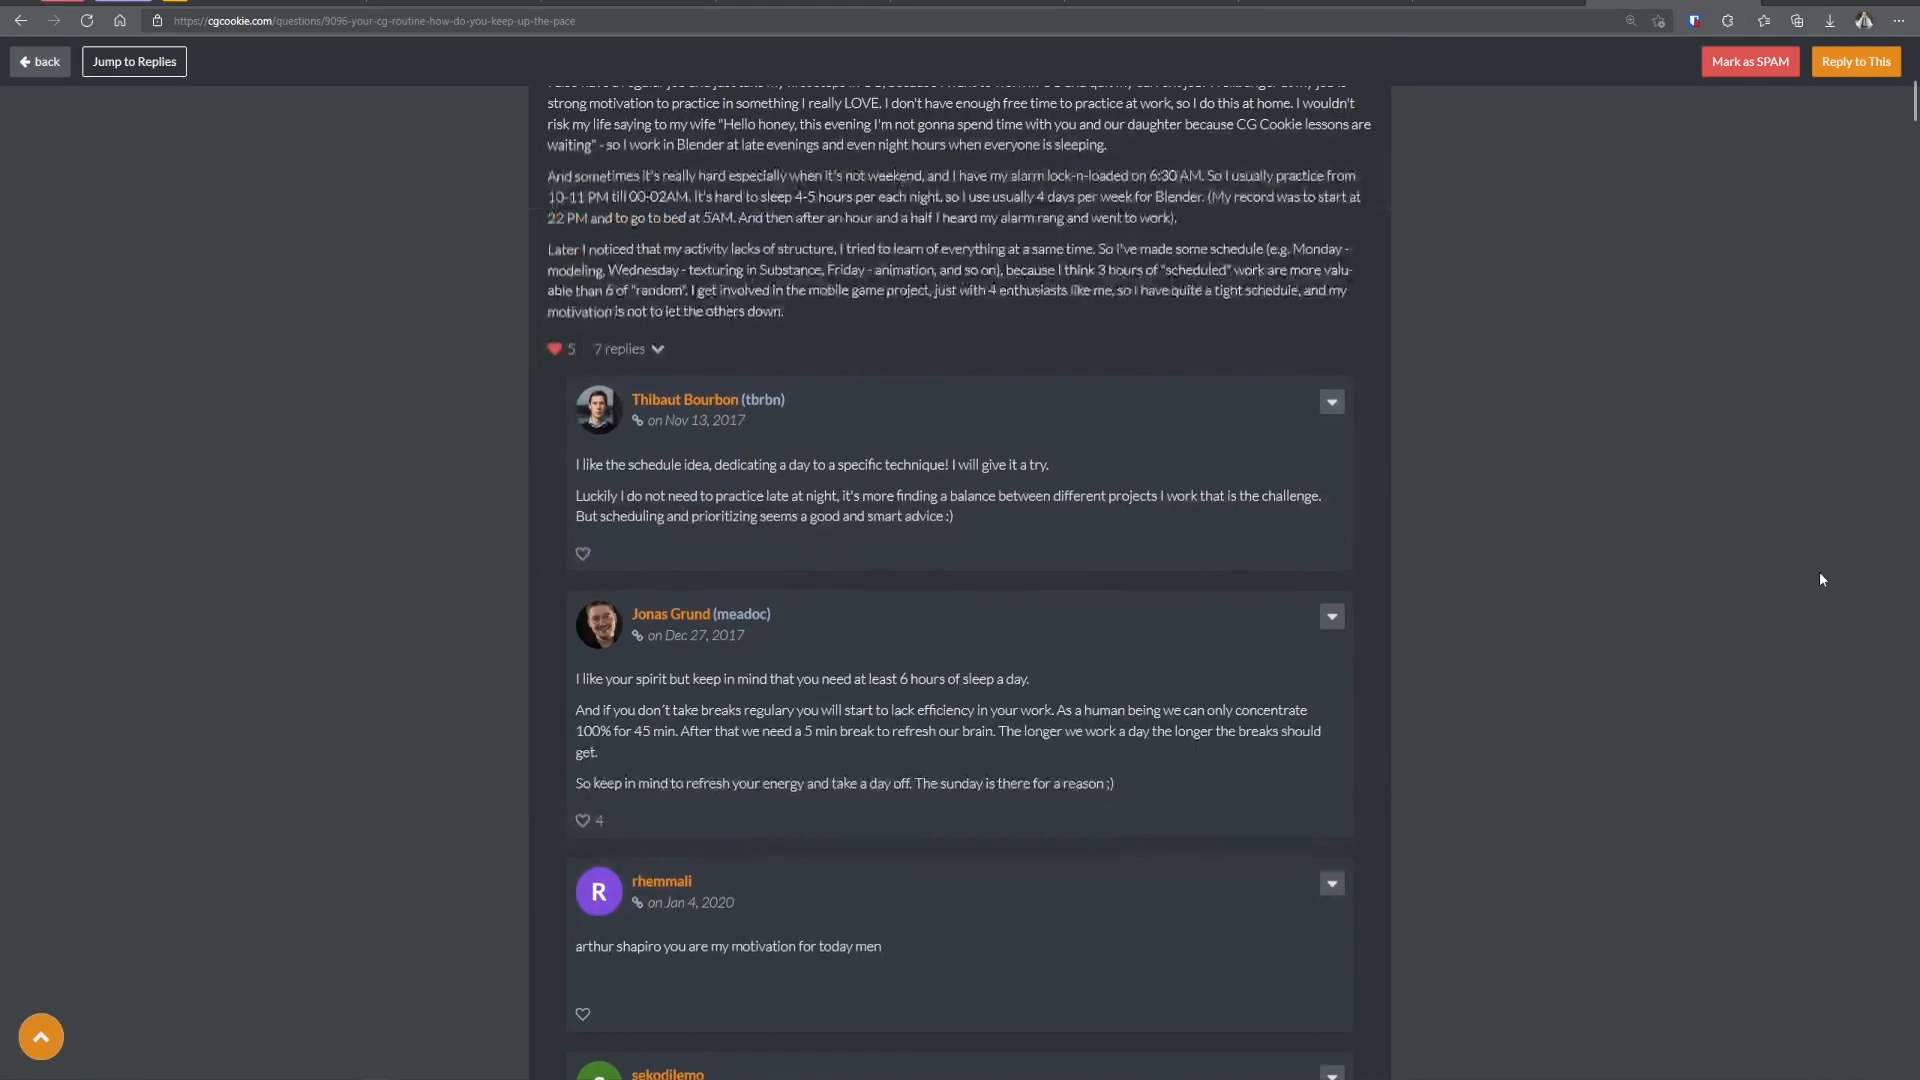 https://cgcookie.com/questions/9096-your-cg-routine-how-do-you-keep-up-the-pace
back
Jump to Replies
Mark as SPAM
Reply to This
strong motivation to practice in something I really LOVE. I don't have enough free time to practice at work, so I do this at home. I wouldn't
risk my life saying to my wife "Hello honey, this evening I'm not gonna spend time with you and our daughter because CG Cookie lessons are
waiting" - so I work in Blender at late evenings and even night hours when everyone is sleeping.
And sometimes it's really hard especially when it's not weekend, and I have my alarm lock-n-loaded on 6:30 AM. So I usually practice from
10-11 PM till 00-02AM. It's hard to sleep 4-5 hours per each night, so I use usually 4 days per week for Blender. (My record was to start at
22 PM and to go to bed at 5AM. And then after an hour and a half I heard my alarm rang and went to work).
Later I noticed that my activity lacks of structure. I tried to learn of everything at a same time. So I've made some schedule (e.g. Monday -
modeling, Wednesday - texturing in Substance, Friday - animation, and so on), because I think 3 hours of "scheduled" work are more valu-
able than 6 of "random". I get involved in the mobile game project, just with 4 enthusiasts like me, so I have quite a tight schedule, and my
motivation is not to let the others down.
5 7 replies
Thibaut Bourbon (tbrbn)
on Nov 13, 2017
I like the schedule idea, dedicating a day to a specific technique! I will give it a try.
Luckily I do not need to practice late at night, it's more finding a balance between different projects I work that is the challenge.
But scheduling and prioritizing seems a good and smart advice :)
Jonas Grund (meadoc)
on Dec 27, 2017
I like your spirit but keep in mind that you need at least 6 hours of sleep a day.
And if you don´t take breaks regulary you will start to lack efficiency in your work. As a human being we can only concentrate
100% for 45 min. After that we need a 5 min break to refresh our brain. The longer we work a day the longer the breaks should
get.
So keep in mind to refresh your energy and take a day off. The sunday is there for a reason ;)
4
R
rhemmali
on Jan 4, 2020
arthur shapiro you are my motivation for today men
sekodilemo